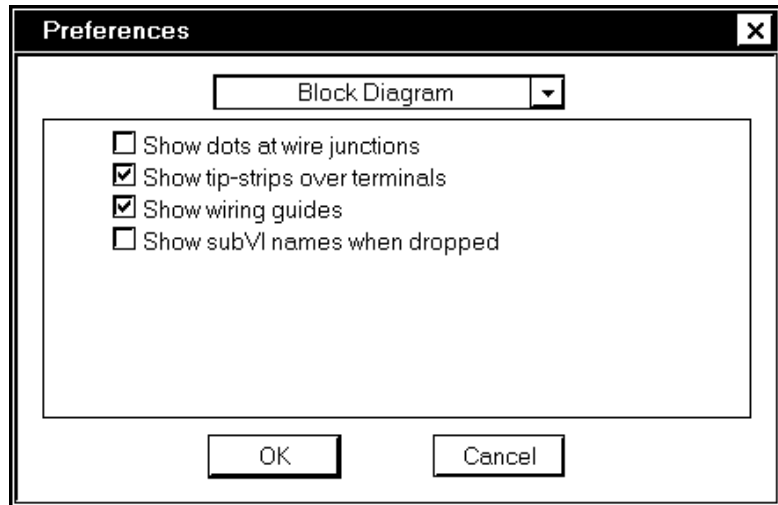 Preferences
Block Diagram
Show dots at wire junctions
Show tip-strips over terminals
Show wiring guides
Show subVI names when dropped
OK Cancel